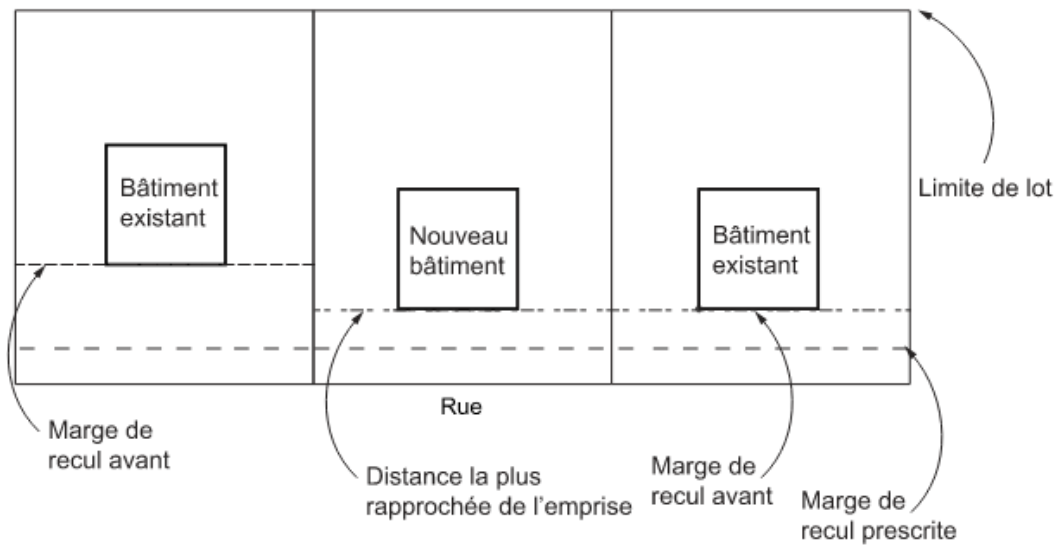 Bâtiment
existant
Nouveau
bâtiment
Bâtiment
existant
Limite de lot
Rue
Marge de
recul avant
Distance la plus
rapprochée de l'emprise
Marge de
recul avant
Marge de
recul prescrite